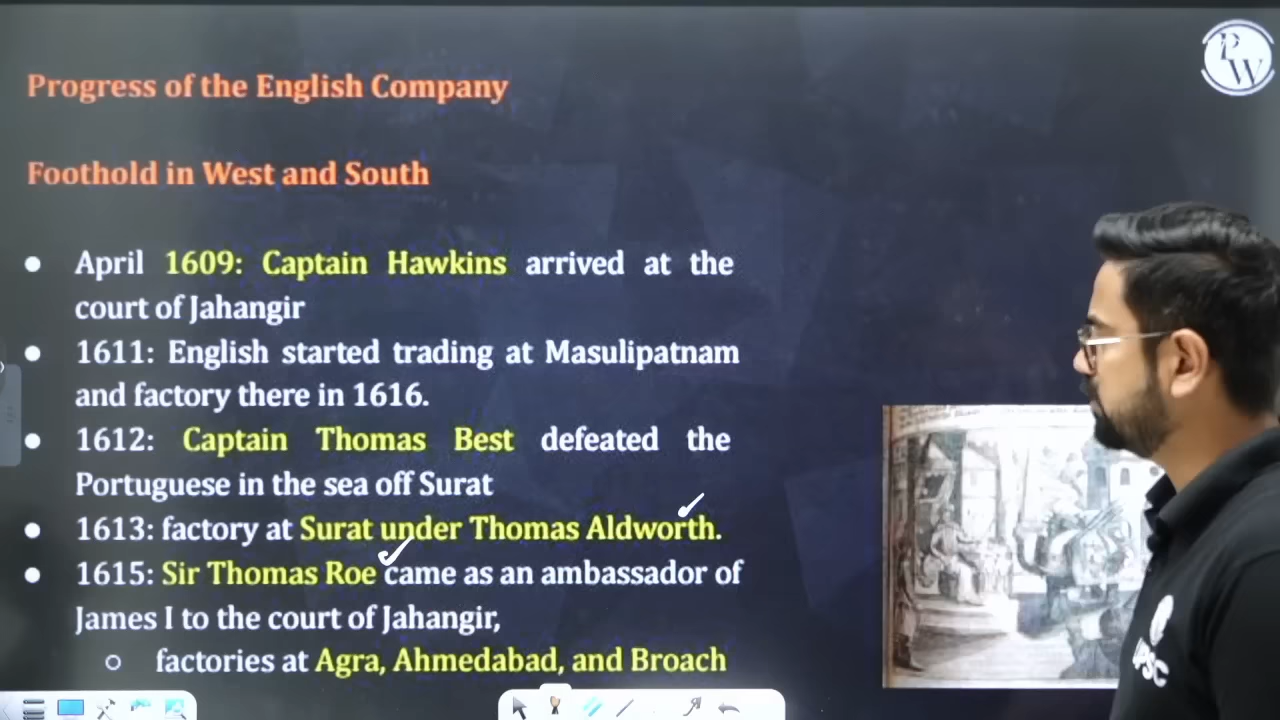 PW
Progress of the English Company
Foothold in West and South
• April 1609: Captain Hawkins arrived at the
court of Jahangir
• 1611: English started trading at Masulipatnam
and factory there in 1616.
• 1612: Captain Thomas Best defeated the
Portuguese in the sea off Surat
• 1613: factory at Surat under Thomas Aldworth.
• 1615: Sir Thomas Roe came as an ambassador of
James I to the court of Jahangir,
○ factories at Agra, Ahmedabad, and Broach
UPSC